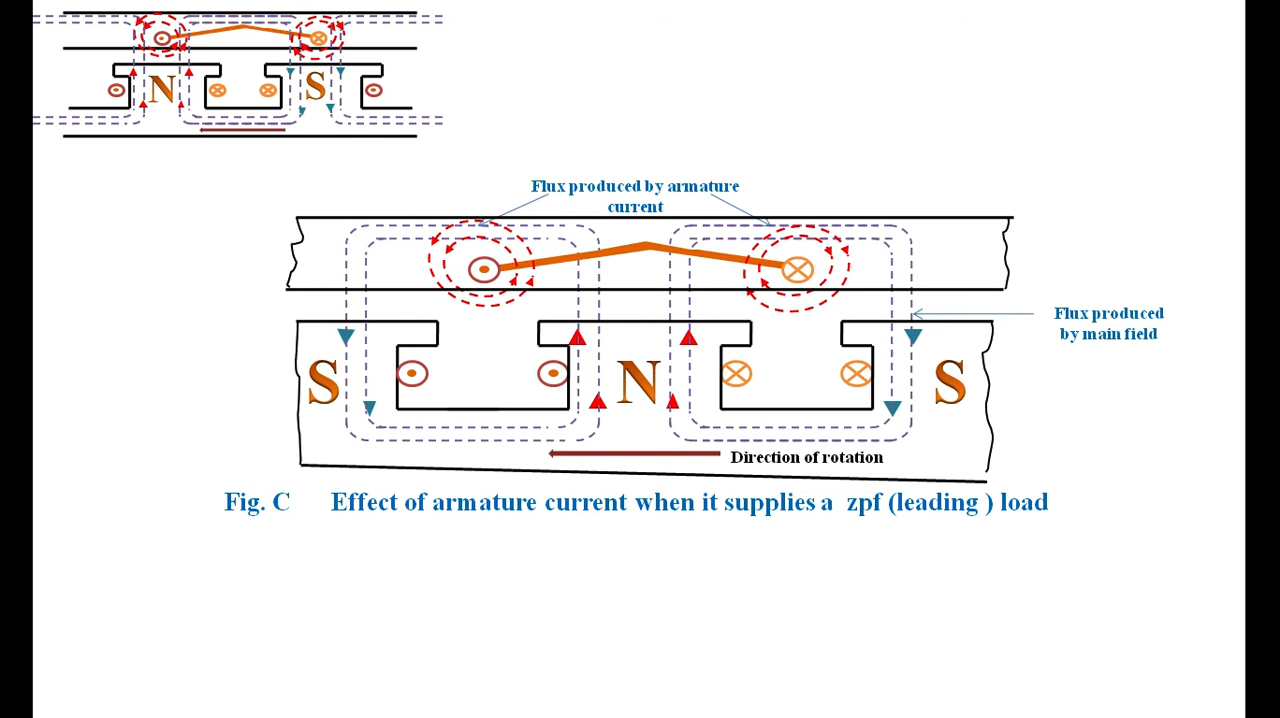 N
S
Flux produced by armature
current
Flux produced
by main field
S
N
S
Direction of rotation
Fig. C Effect of armature current when it supplies a zpf (leading ) load